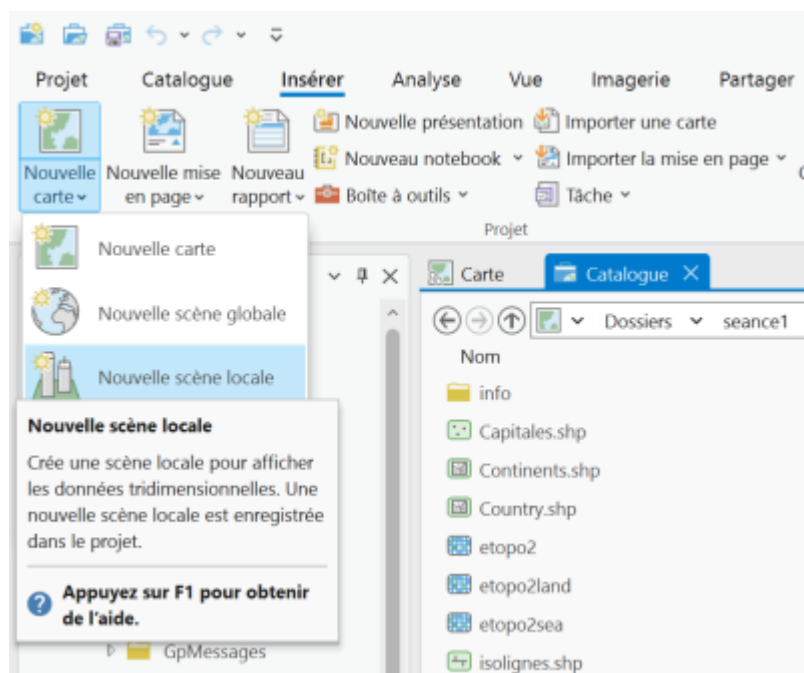 Projet Catalogue Insérer Analyse Vue Imagerie Partager
Nouvelle carte
Nouvelle mise en page
Nouveau rapport
Nouvelle présentation
Importer une carte
Nouveau notebook
Importer la mise en page
Boîte à outils
Tâche
Projet
Nouvelle carte
Nouvelle scène globale
Nouvelle scène locale
Nouvelle scène locale
Crée une scène locale pour afficher
les données tridimensionnelles. Une
nouvelle scène locale est enregistrée
dans le projet.
Appuyez sur F1 pour obtenir
de l'aide.
GpMessages
Carte Catalogue
Dossiers seance1
Nom
info
Capitales.shp
Continents.shp
Country.shp
etopo2
etopo2land
etopo2sea
isolignes.shp